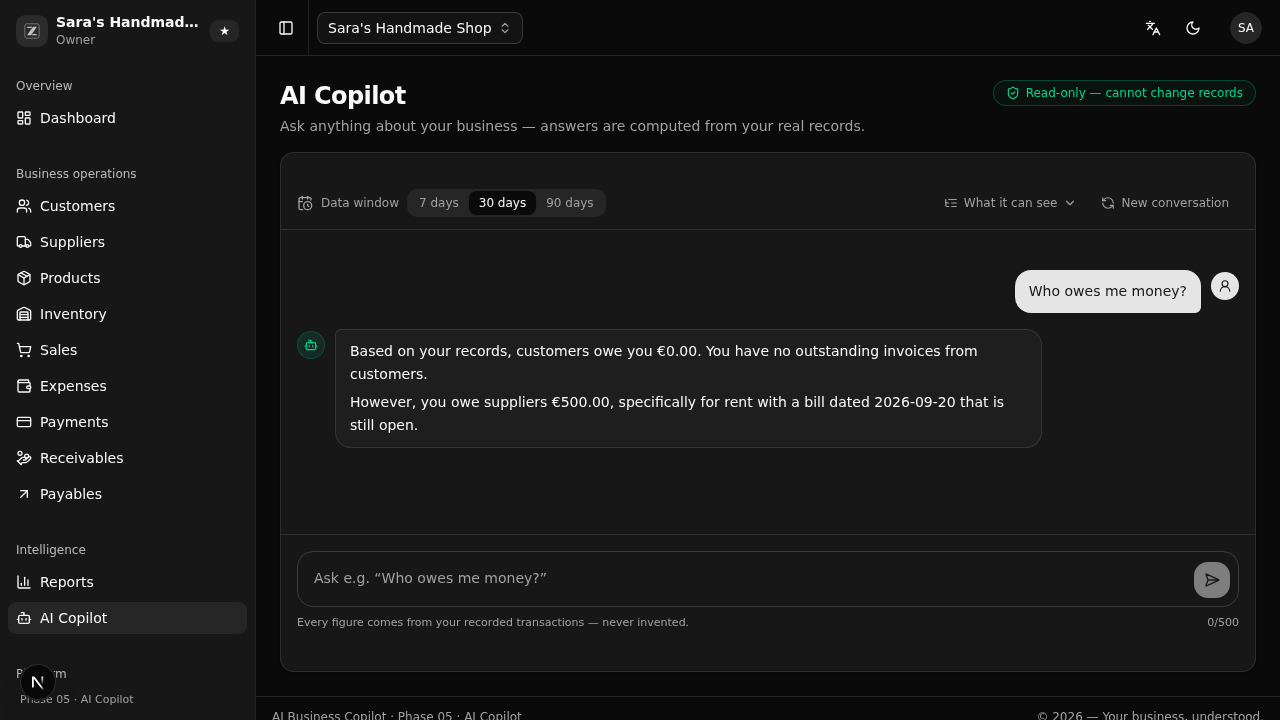 Sara's Handmad...
Owner
★
Overview
Dashboard
Business operations
Customers
Suppliers
Products
Inventory
Sales
Expenses
Payments
Receivables
Payables
Intelligence
Reports
AI Copilot
Phase 05 · AI Copilot
Sara's Handmade Shop
SA
AI Copilot
Read-only — cannot change records
Ask anything about your business — answers are computed from your real records.
Data window
7 days
30 days
90 days
What it can see
New conversation
Who owes me money?
Based on your records, customers owe you €0.00. You have no outstanding invoices from
customers.
However, you owe suppliers €500.00, specifically for rent with a bill dated 2026-09-20 that is
still open.
Ask e.g. “Who owes me money?”
Every figure comes from your recorded transactions — never invented.
0/500
AI Business Copilot · Phase 05 · AI Copilot
© 2026 — Your business, understood.